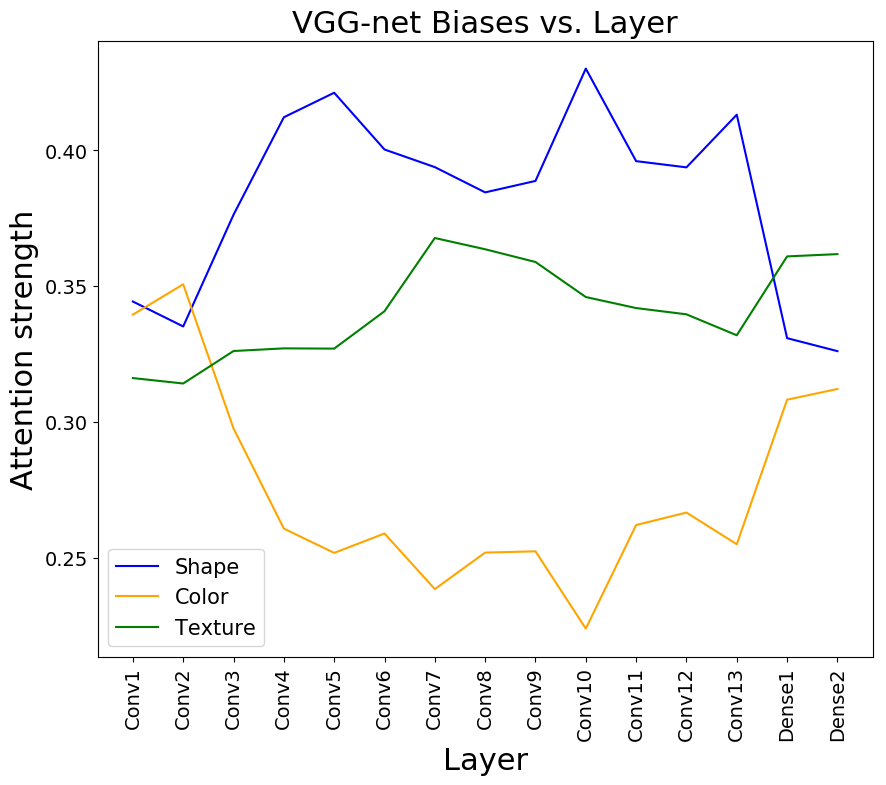 VGG-net Biases vs. Layer
Attention strength
0.40
0.35
0.30
0.25
Shape
Color
Texture
Conv1
Conv2
Conv3
Conv4
Conv5
Conv6
Conv7
Conv8
Conv9
Conv10
Conv11
Conv12
Conv13
Dense1
Dense2
Layer